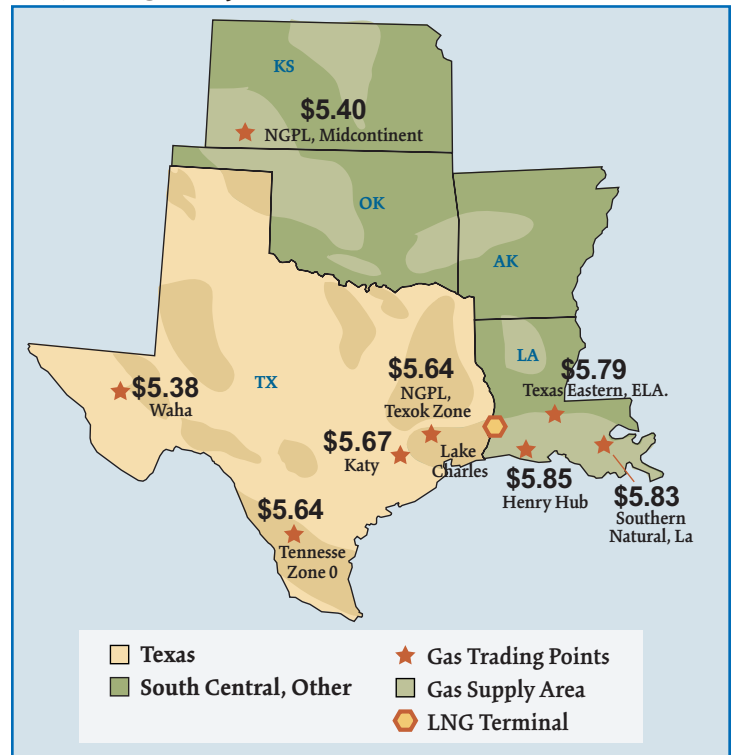 KS
$5.40
NGPL, Midcontinent
OK
AK
LA
$5.79
Texas Eastern, ELA.
$5.64
NGPL,
Texok Zone
TX
$5.38
Waha
$5.67
Katy
Lake
Charles
$5.85
Henry Hub
$5.83
Southern
Natural, La
$5.64
Tennesse
Zone 0
Texas
South Central, Other
Gas Trading Points
Gas Supply Area
LNG Terminal